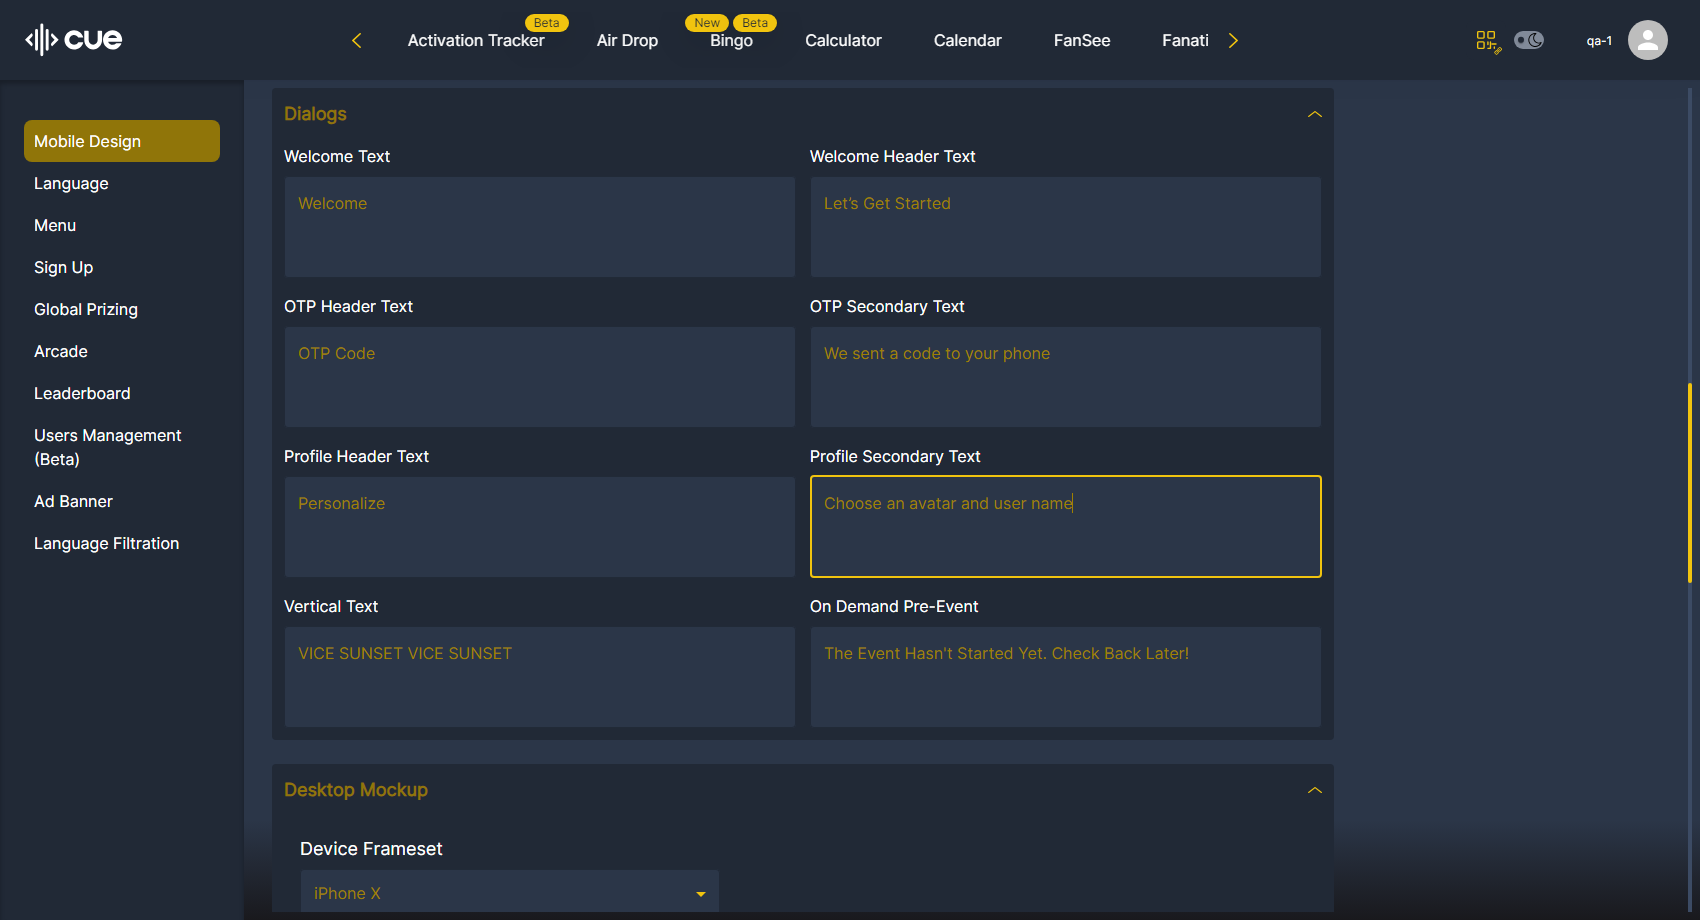 cue
Beta
New
Beta
Activation Tracker
Air Drop
Bingo
Calculator
Calendar
FanSee
Fanati
qa-1
Mobile Design
Language
Menu
Sign Up
Global Prizing
Arcade
Leaderboard
Users Management
(Beta)
Ad Banner
Language Filtration
Dialogs
Welcome Text
Welcome Header Text
Welcome
Let’s Get Started
OTP Header Text
OTP Secondary Text
OTP Code
We sent a code to your phone
Profile Header Text
Profile Secondary Text
Personalize
Choose an avatar and user name
Vertical Text
On Demand Pre-Event
VICE SUNSET VICE SUNSET
The Event Hasn't Started Yet. Check Back Later!
Desktop Mockup
Device Frameset
iPhone X